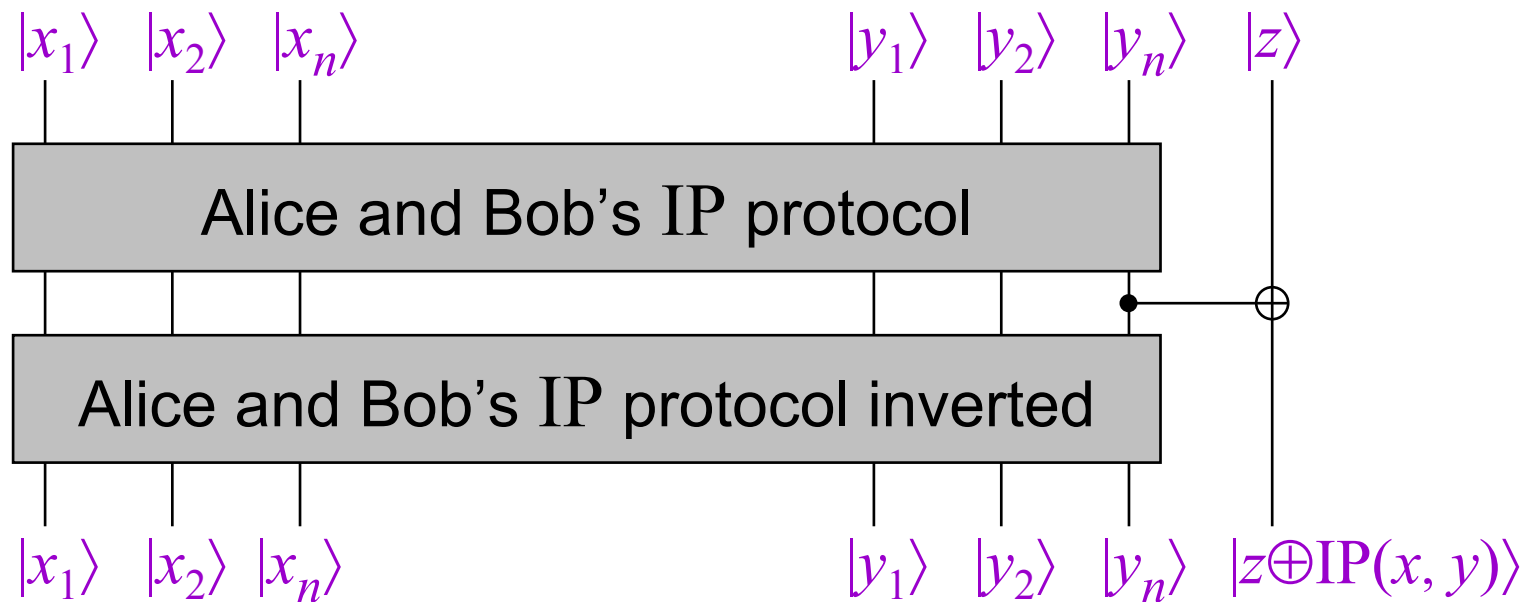 |x₁⟩ |x₂⟩ |xₙ⟩ |y₁⟩ |y₂⟩ |yₙ⟩ |z⟩
Alice and Bob’s IP protocol
Alice and Bob’s IP protocol inverted
|x₁⟩ |x₂⟩ |xₙ⟩ |y₁⟩ |y₂⟩ |yₙ⟩ |z⊕IP(x, y)⟩